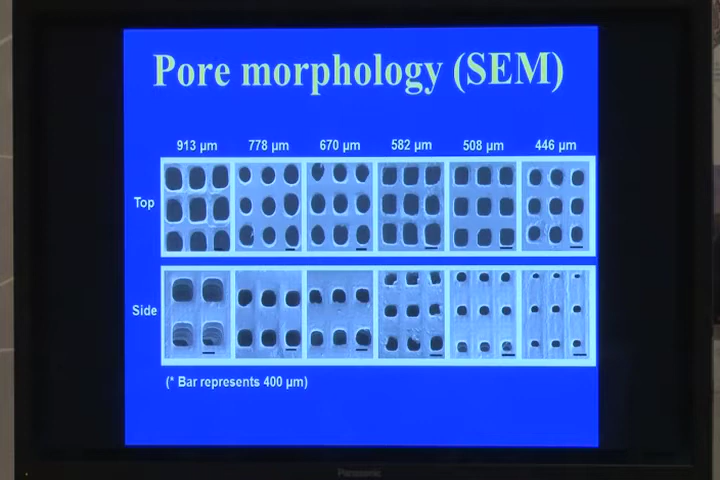 Pore morphology (SEM)
913 µm 778 µm 670 µm 582 µm 508 µm 446 µm
Top
Side
(* Bar represents 400 µm)
Panasonic